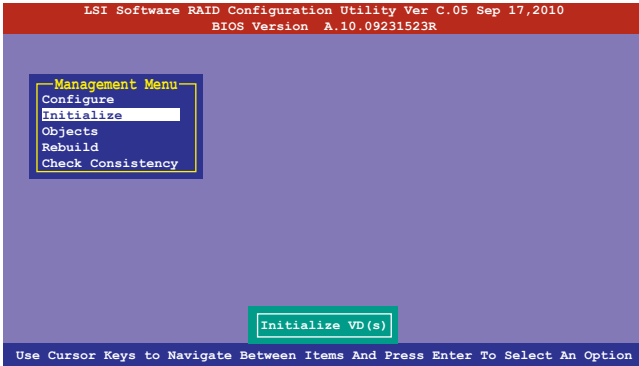 LSI Software RAID Configuration Utility Ver C.05 Sep 17,2010
BIOS Version A.10.09231523R
Management Menu
Configure
Initialize
Objects
Rebuild
Check Consistency
Initialize VD(s)
Use Cursor Keys to Navigate Between Items And Press Enter To Select An Option